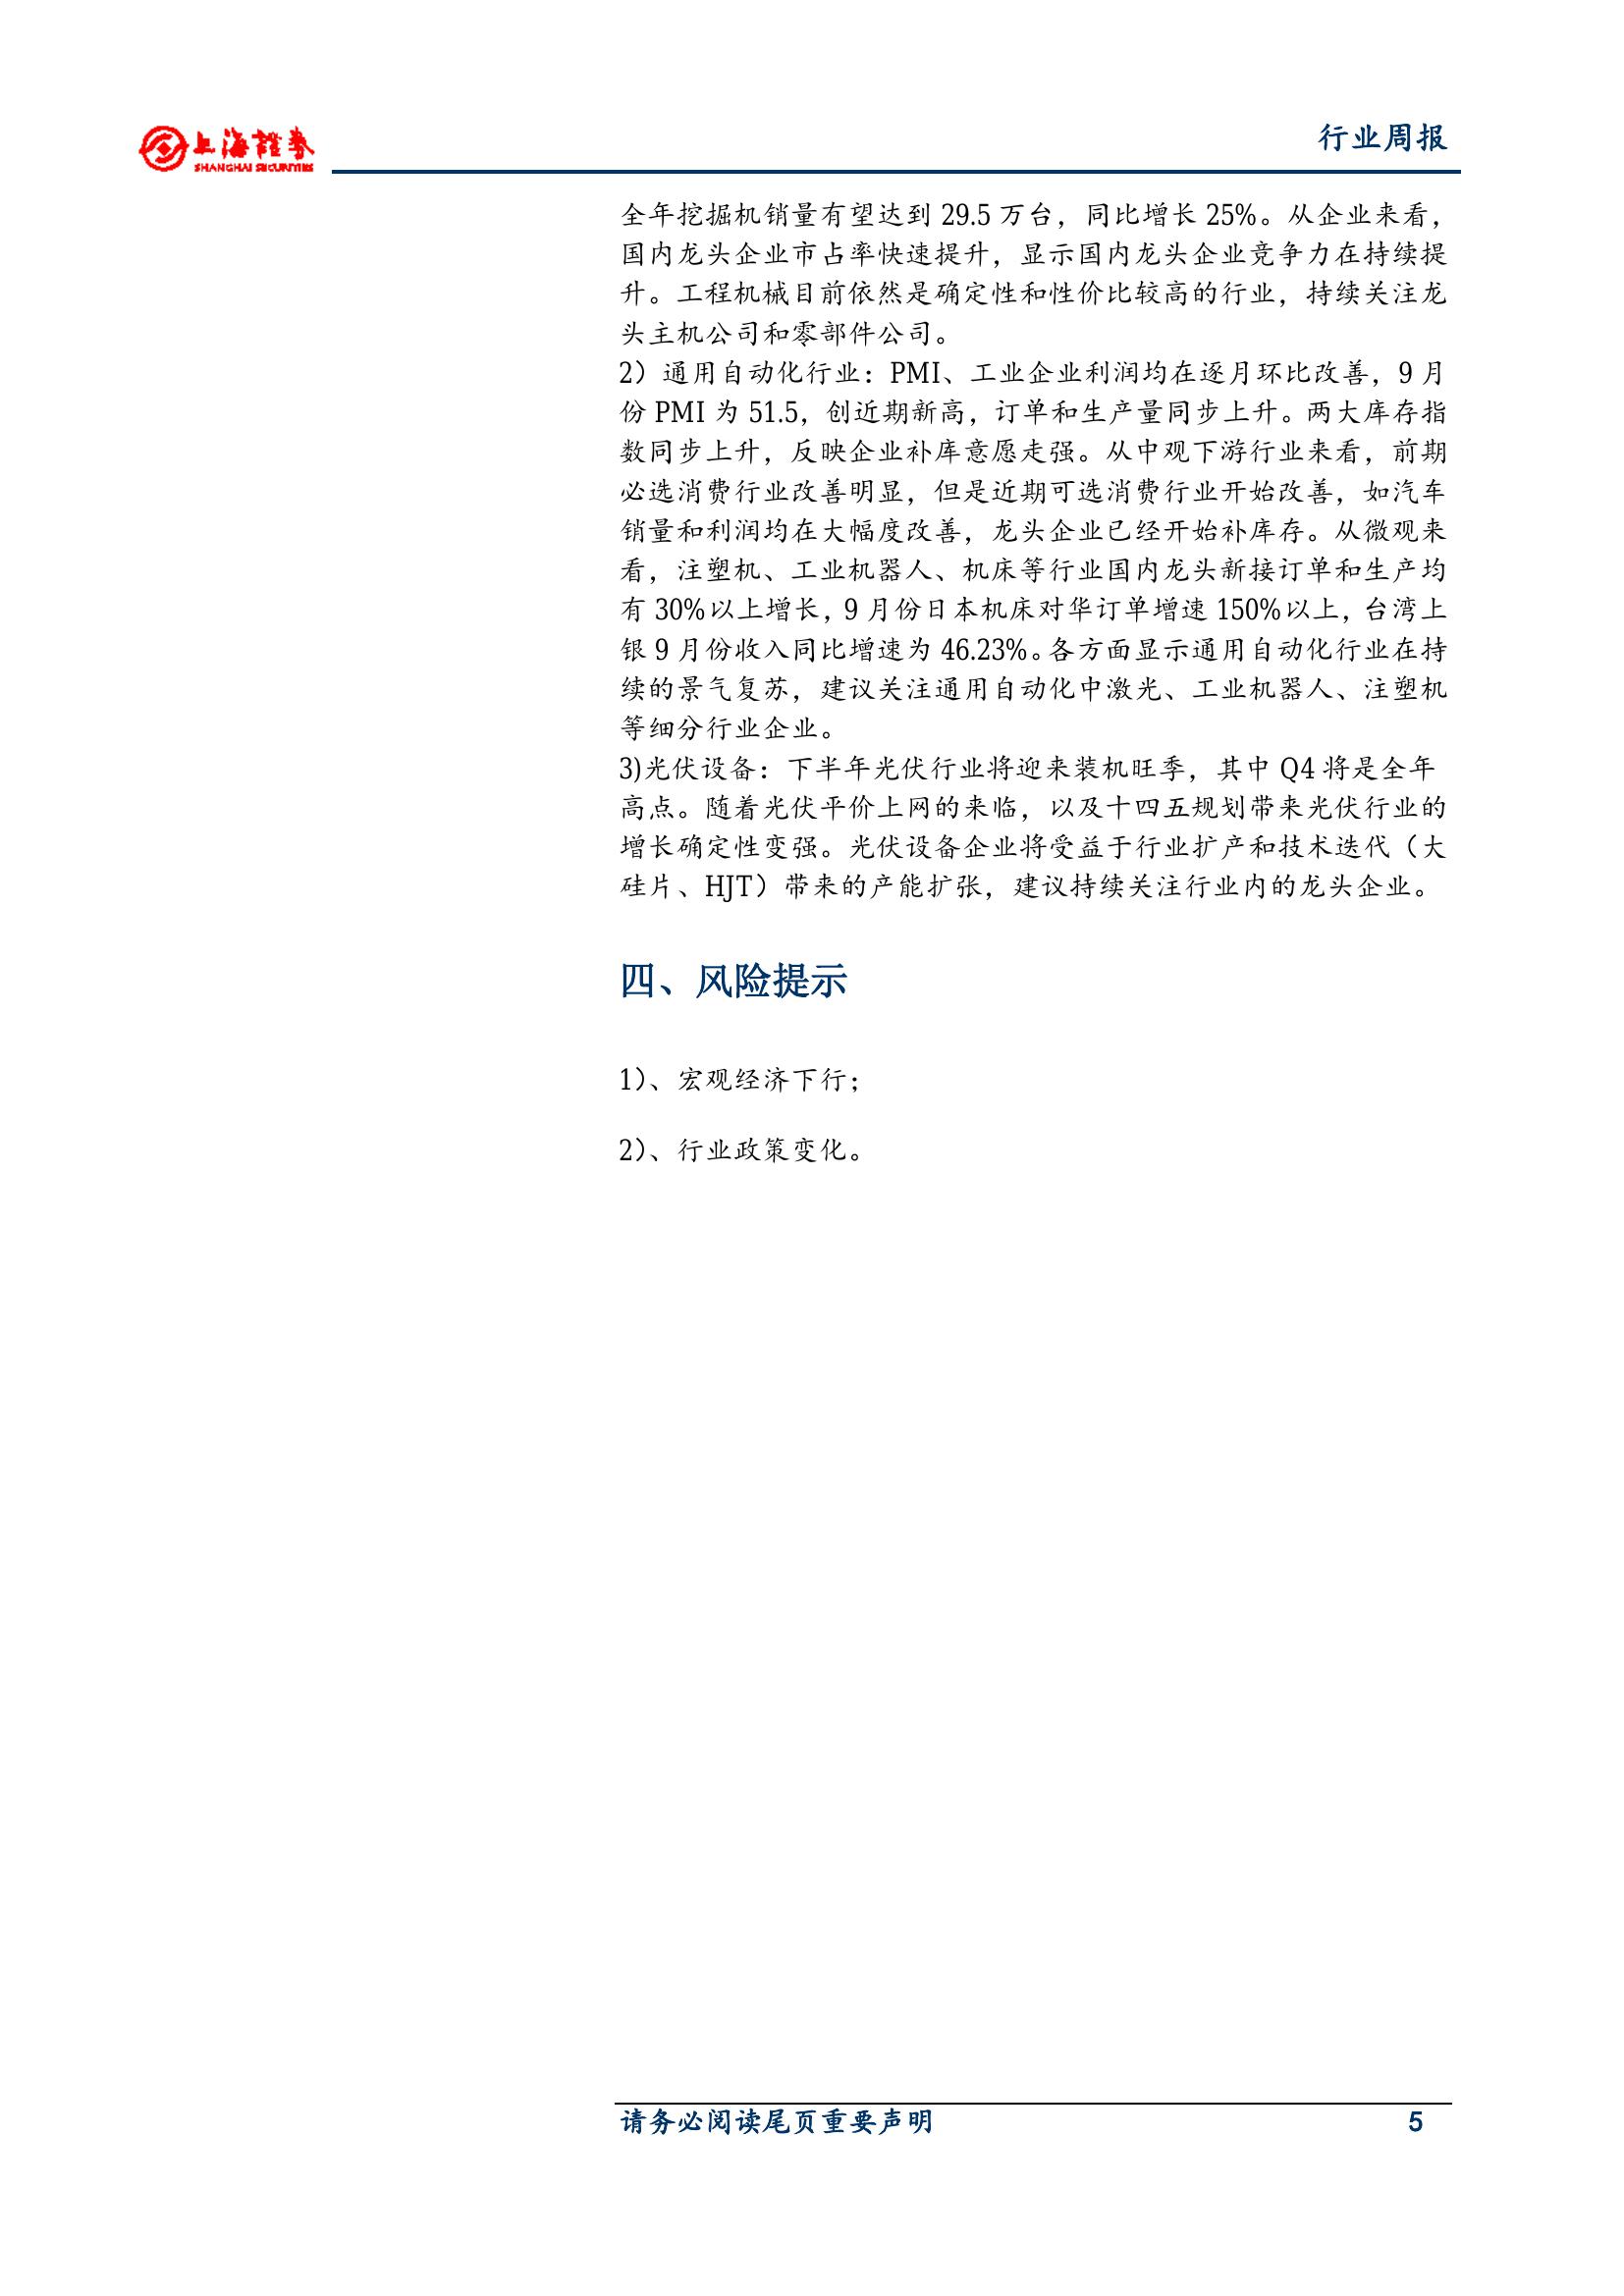 上海證券
SHANGHAI SECURITIES
行业周报
全年挖掘机销量有望达到 29.5 万台，同比增长 25%。从企业来看，
国内龙头企业市占率快速提升，显示国内龙头企业竞争力在持续提
升。工程机械目前依然是确定性和性价比较高的行业，持续关注龙
头主机公司和零部件公司。
2）通用自动化行业：PMI、工业企业利润均在逐月环比改善，9 月
份 PMI 为 51.5，创近期新高，订单和生产量同步上升。两大库存指
数同步上升，反映企业补库意愿走强。从中观下游行业来看，前期
必选消费行业改善明显，但是近期可选消费行业开始改善，如汽车
销量和利润均在大幅度改善，龙头企业已经开始补库存。从微观来
看，注塑机、工业机器人、机床等行业国内龙头新接订单和生产均
有 30%以上增长，9 月份日本机床对华订单增速 150%以上，台湾上
银 9 月份收入同比增速为 46.23%。各方面显示通用自动化行业在持
续的景气复苏，建议关注通用自动化中激光、工业机器人、注塑机
等细分行业企业。
3)光伏设备：下半年光伏行业将迎来装机旺季，其中 Q4 将是全年
高点。随着光伏平价上网的来临，以及十四五规划带来光伏行业的
增长确定性变强。光伏设备企业将受益于行业扩产和技术迭代（大
硅片、HJT）带来的产能扩张，建议持续关注行业内的龙头企业。
四、风险提示
1）、宏观经济下行；
2）、行业政策变化。
请务必阅读尾页重要声明 5